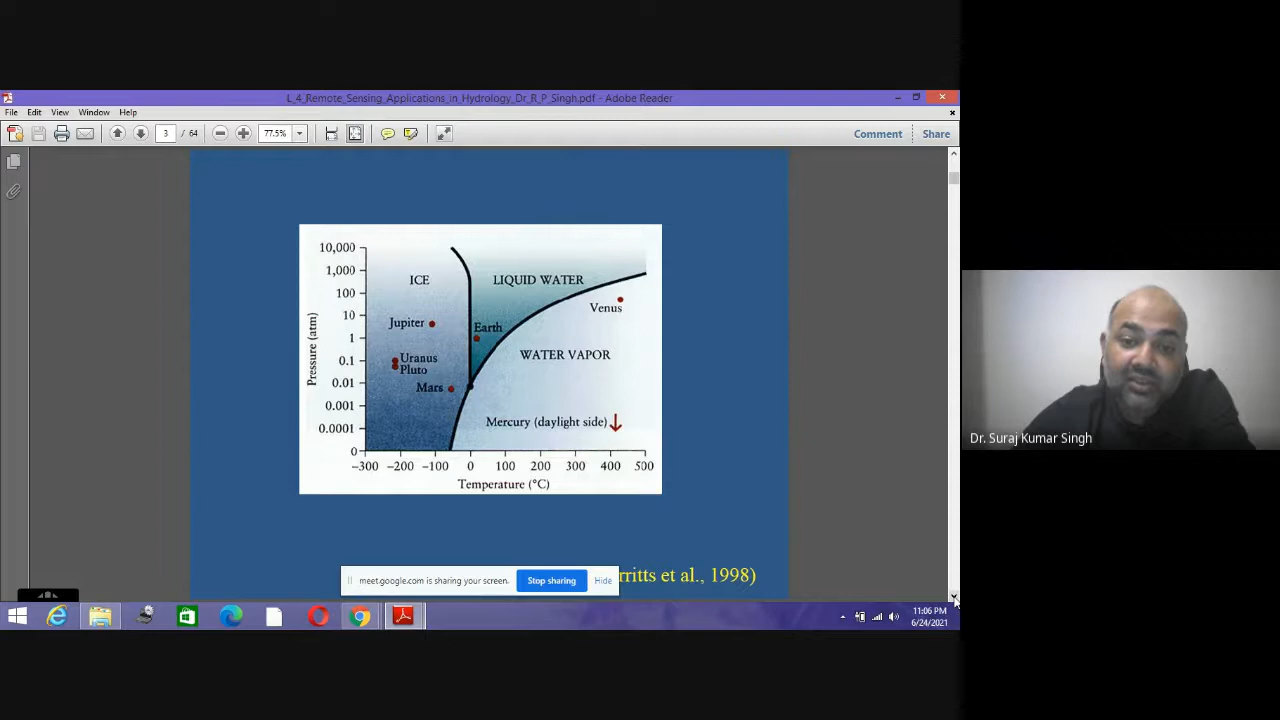 L_4_Remote_Sensing_Applications_in_Hydrology_Dr_R_P_Singh.pdf - Adobe Reader
File Edit View Window Help
3 / 64 77.5% Comment Share
10,000
1,000
100
10
1
0.1
0.01
0.001
0.0001
0
Pressure (atm)
ICE
LIQUID WATER
WATER VAPOR
Jupiter
Earth
Venus
Uranus
Pluto
Mars
Mercury (daylight side)
−300 −200 −100 0 100 200 300 400 500
Temperature (°C)
rritts et al., 1998)
meet.google.com is sharing your screen. Stop sharing Hide
11:06 PM
6/24/2021
Dr. Suraj Kumar Singh